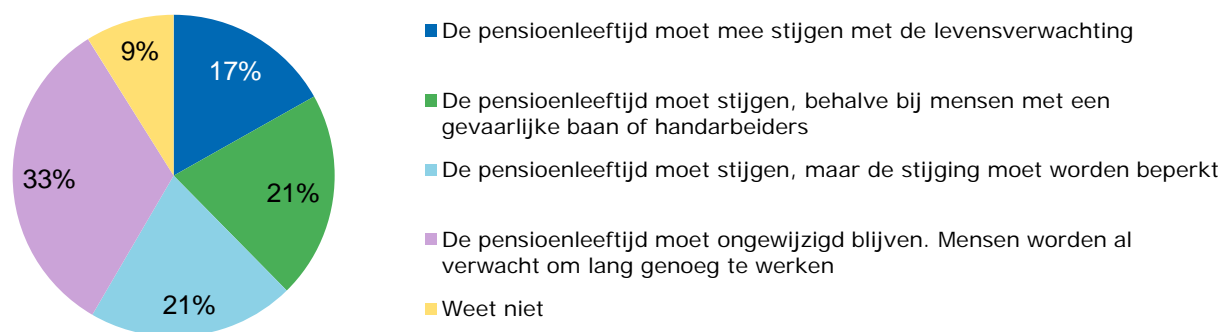 9%
17%
33%
21%
21%
De pensioenleeftijd moet mee stijgen met de levensverwachting
De pensioenleeftijd moet stijgen, behalve bij mensen met een
gevaarlijke baan of handarbeiders
De pensioenleeftijd moet stijgen, maar de stijging moet worden beperkt
De pensioenleeftijd moet ongewijzigd blijven. Mensen worden al
verwacht om lang genoeg te werken
Weet niet